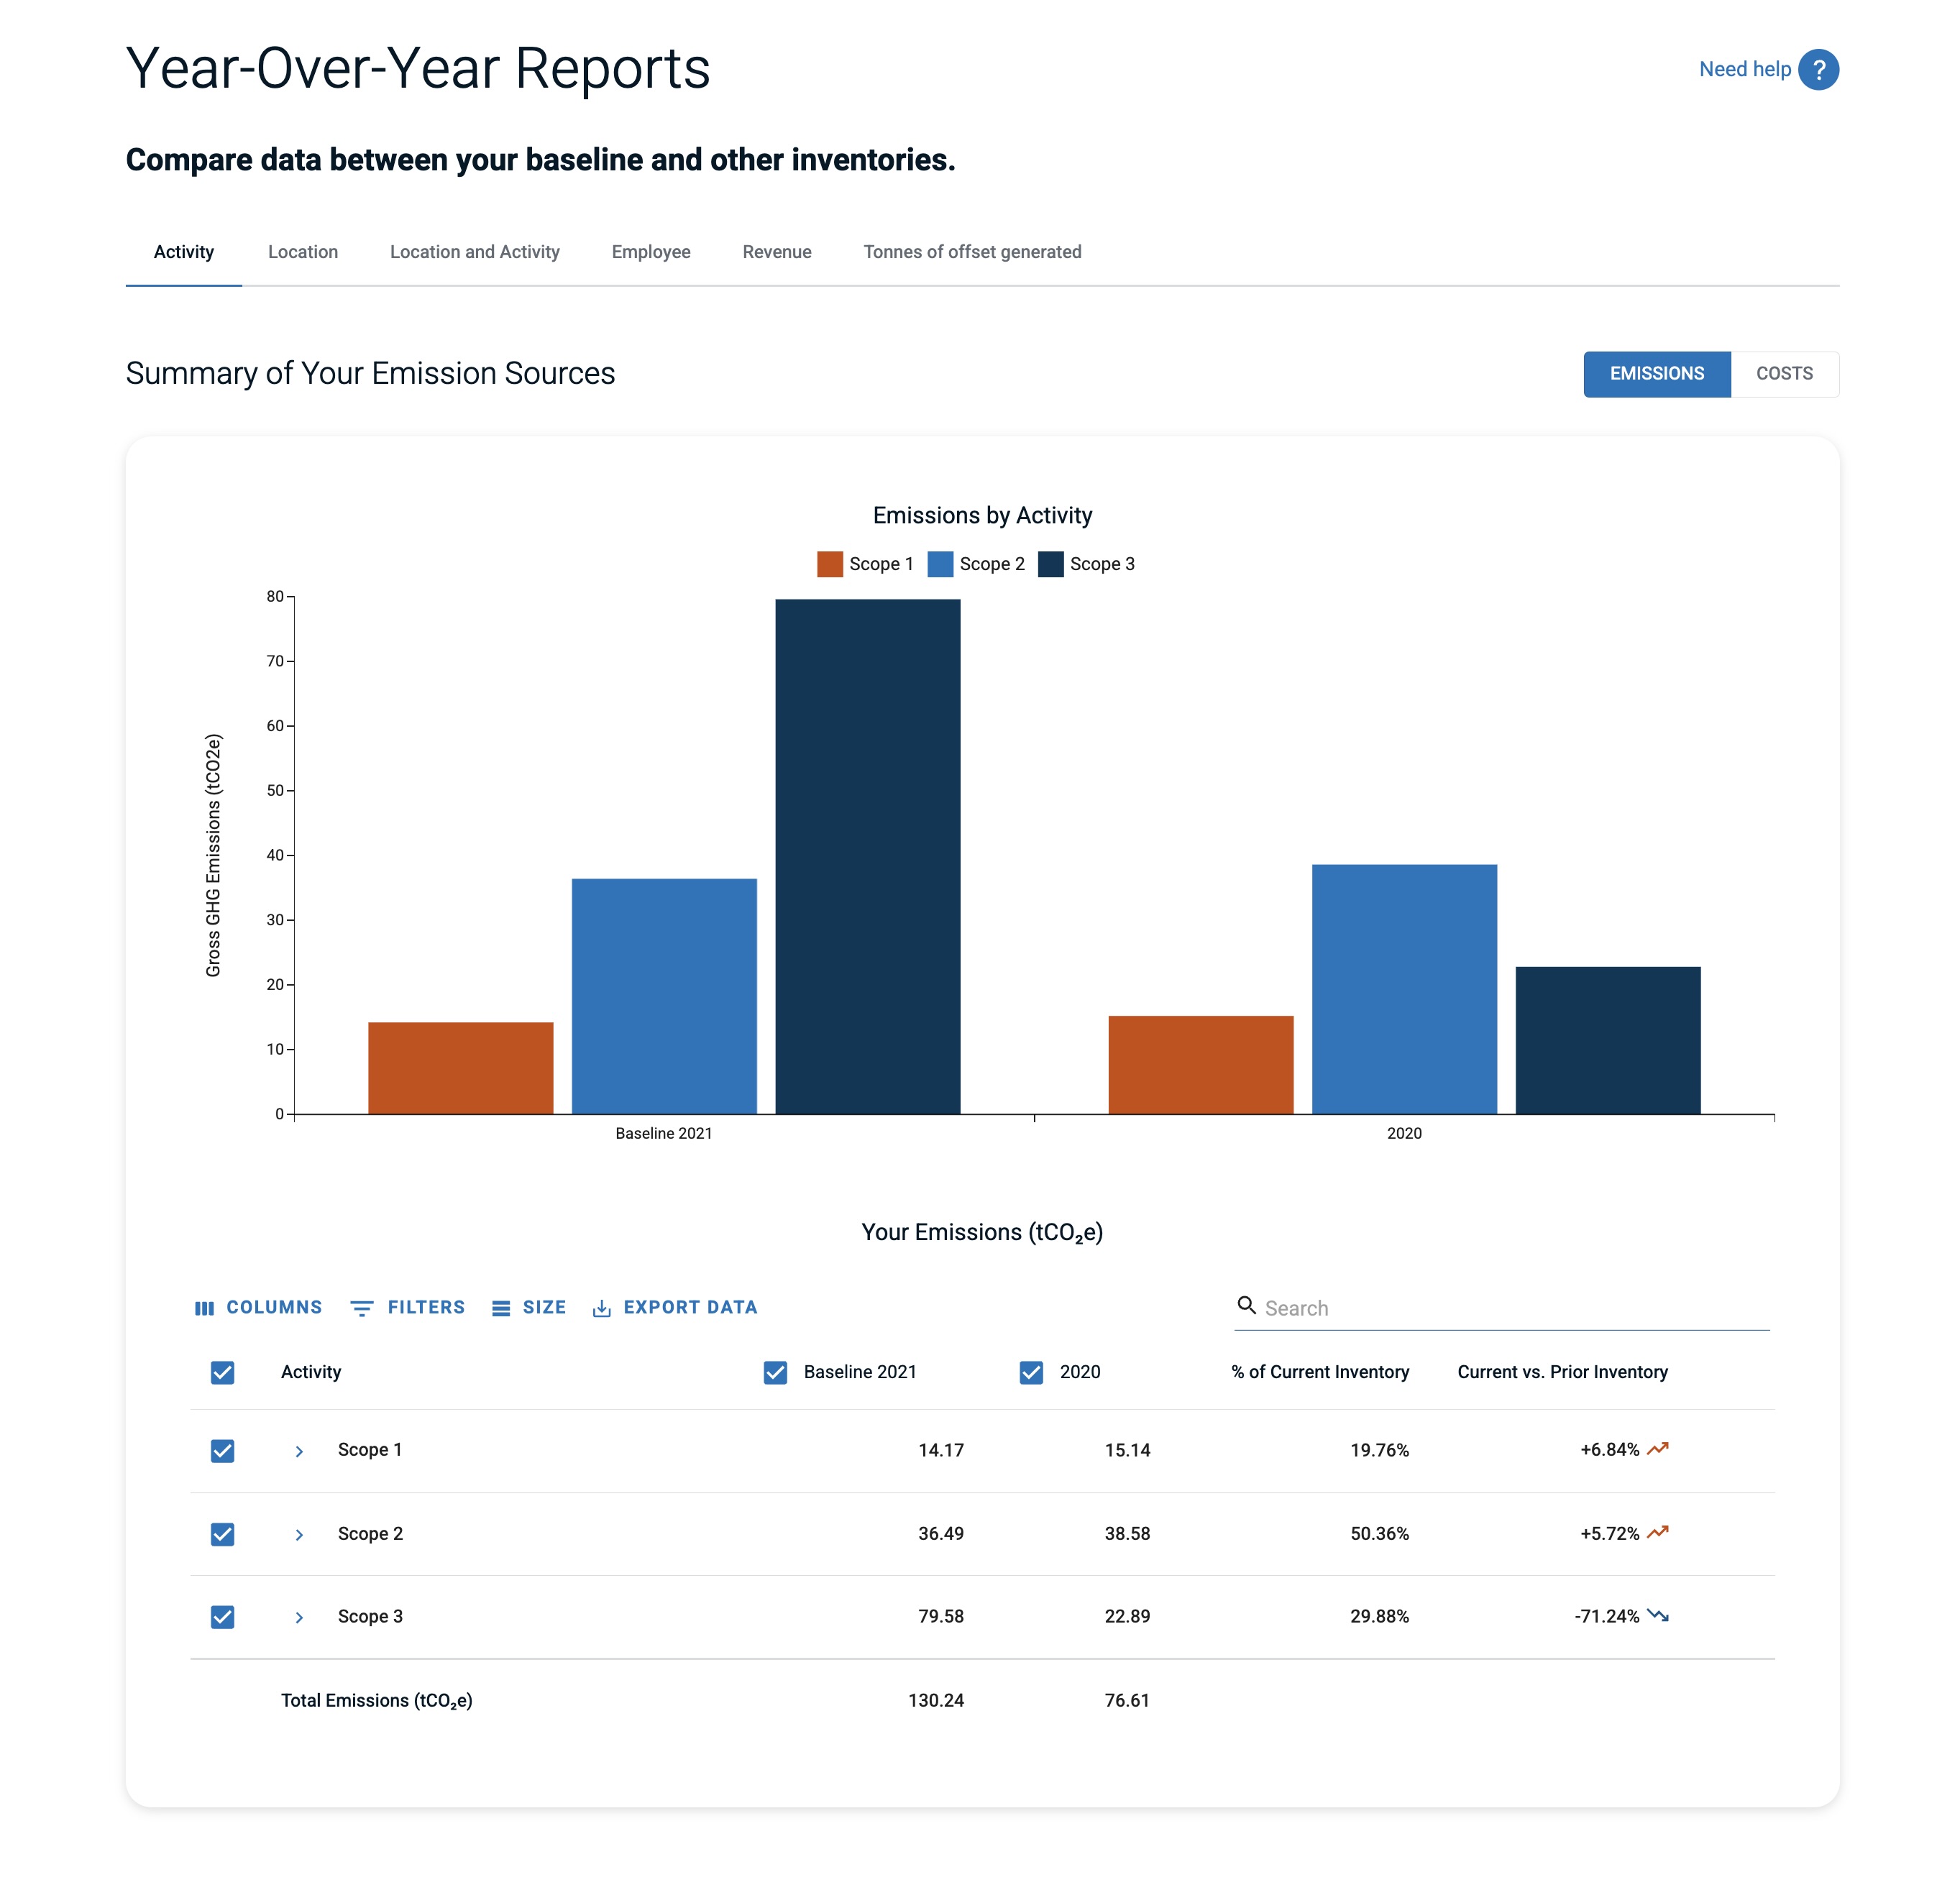 Year-Over-Year Reports
Need help ?
Compare data between your baseline and other inventories.
Activity Location Location and Activity Employee Revenue Tonnes of offset generated
Summary of Your Emission Sources
EMISSIONS COSTS
Emissions by Activity
Scope 1 Scope 2 Scope 3
Gross GHG Emissions (tCO2e)
80
70
60
50
40
30
20
10
0
Baseline 2021 2020
Your Emissions (tCO₂e)
COLUMNS FILTERS SIZE EXPORT DATA Search
Activity Baseline 2021 2020 % of Current Inventory Current vs. Prior Inventory
Scope 1 14.17 15.14 19.76% +6.84%
Scope 2 36.49 38.58 50.36% +5.72%
Scope 3 79.58 22.89 29.88% -71.24%
Total Emissions (tCO₂e) 130.24 76.61